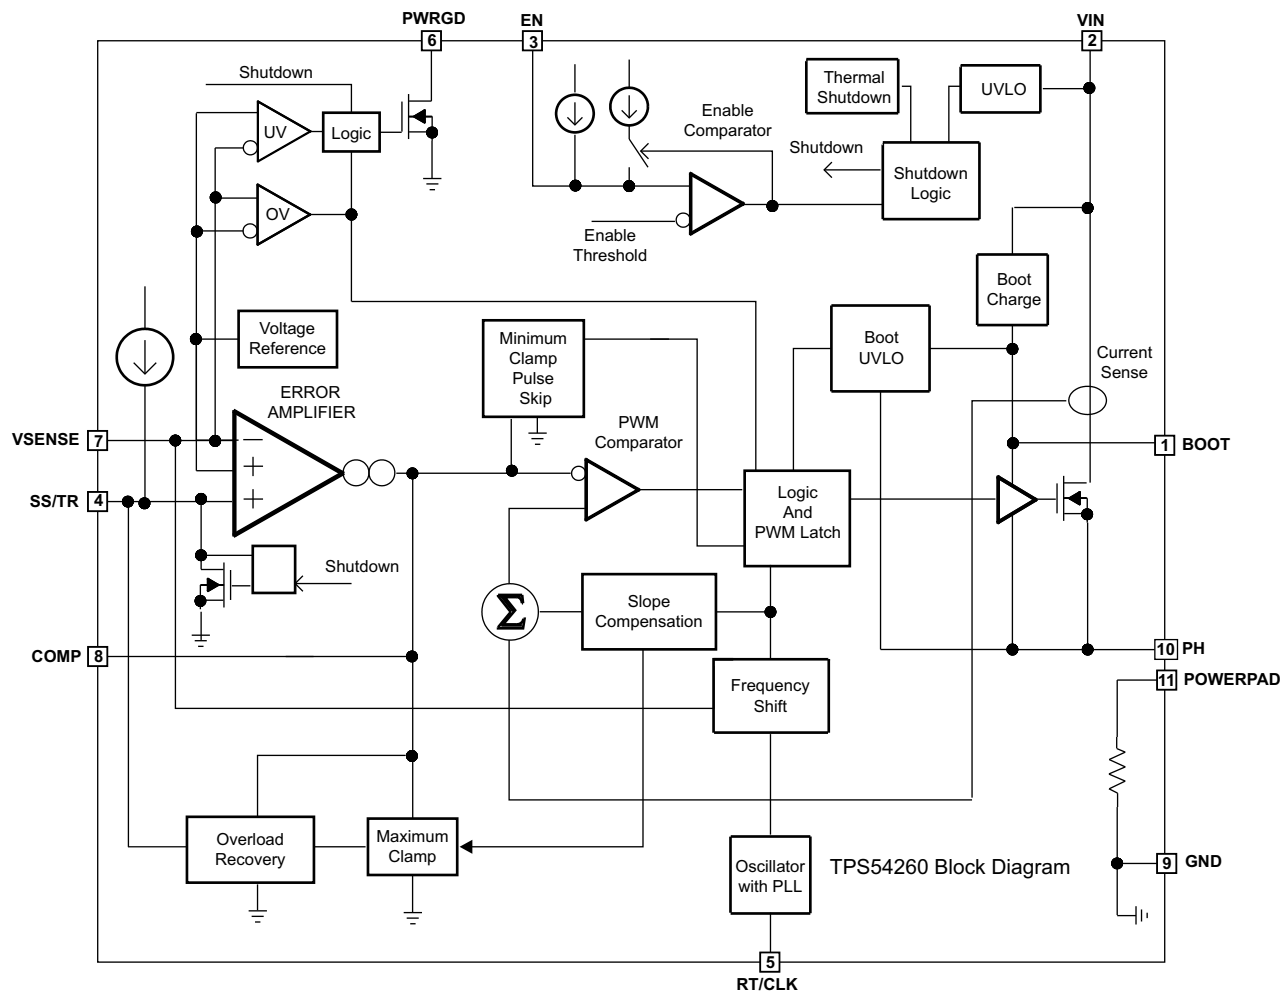 PWRGD
EN
VIN
6
3
2
Shutdown
Thermal
Shutdown
UVLO
UV
Logic
Enable
Comparator
Shutdown
Shutdown
Logic
OV
Enable
Threshold
Boot
Charge
Voltage
Reference
Minimum
Clamp
Pulse
Skip
Boot
UVLO
Current
Sense
ERROR
AMPLIFIER
PWM
Comparator
VSENSE
7
−
+
+
1
BOOT
SS/TR
4
Logic
And
PWM Latch
Shutdown
Σ
Slope
Compensation
COMP
8
10
PH
11
POWERPAD
Frequency
Shift
Overload
Recovery
Maximum
Clamp
Oscillator
with PLL
TPS54260 Block Diagram
9
GND
5
RT/CLK